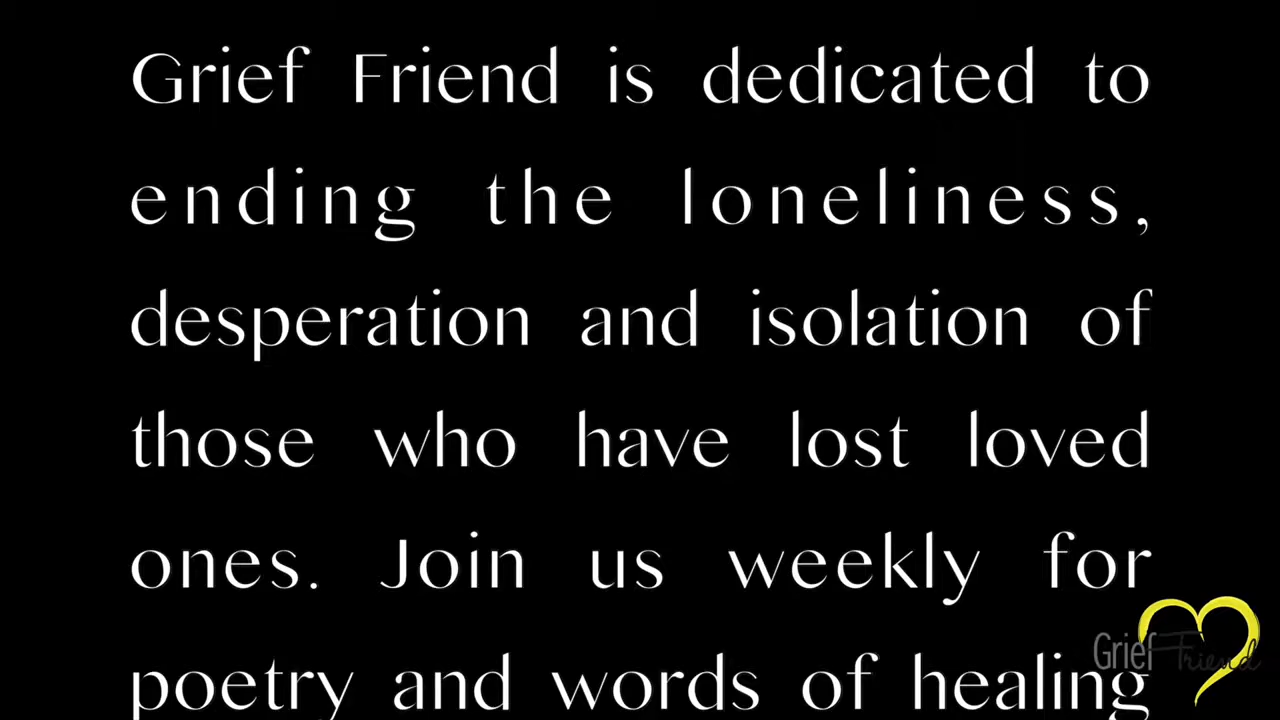 Grief Friend is dedicated to
ending the loneliness,
desperation and isolation of
those who have lost loved
ones. Join us weekly for
poetry and words of healing
Grief Friend